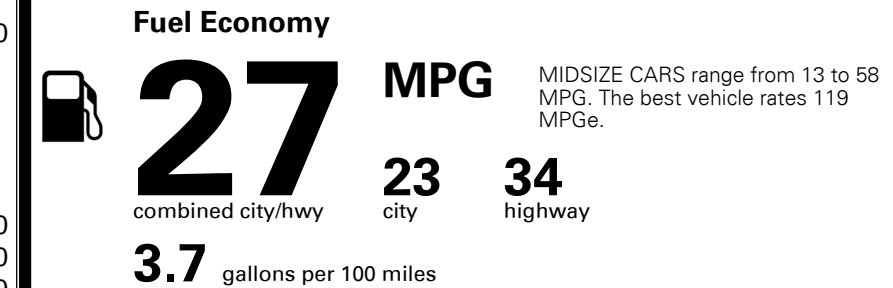 Fuel Economy
27
MPG
MIDSIZE CARS range from 13 to 58
MPG. The best vehicle rates 119
MPGe.
combined city/hwy
23
city
34
highway
3.7 gallons per 100 miles